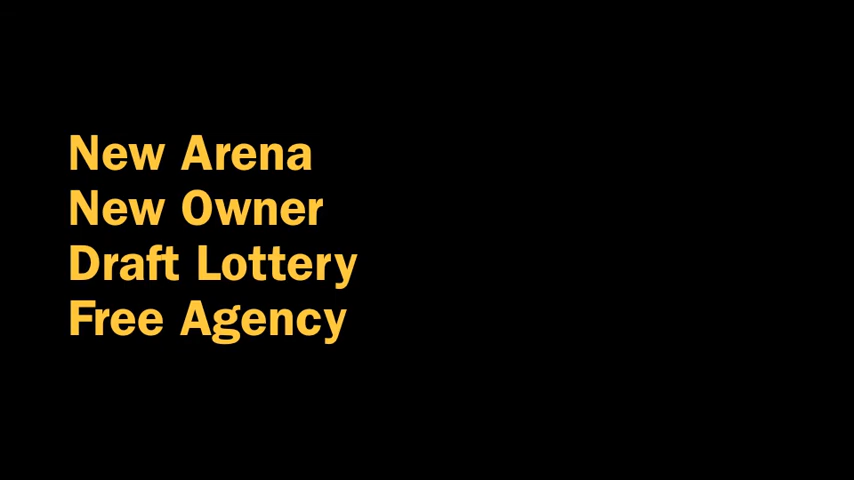 New Arena
New Owner
Draft Lottery
Free Agency